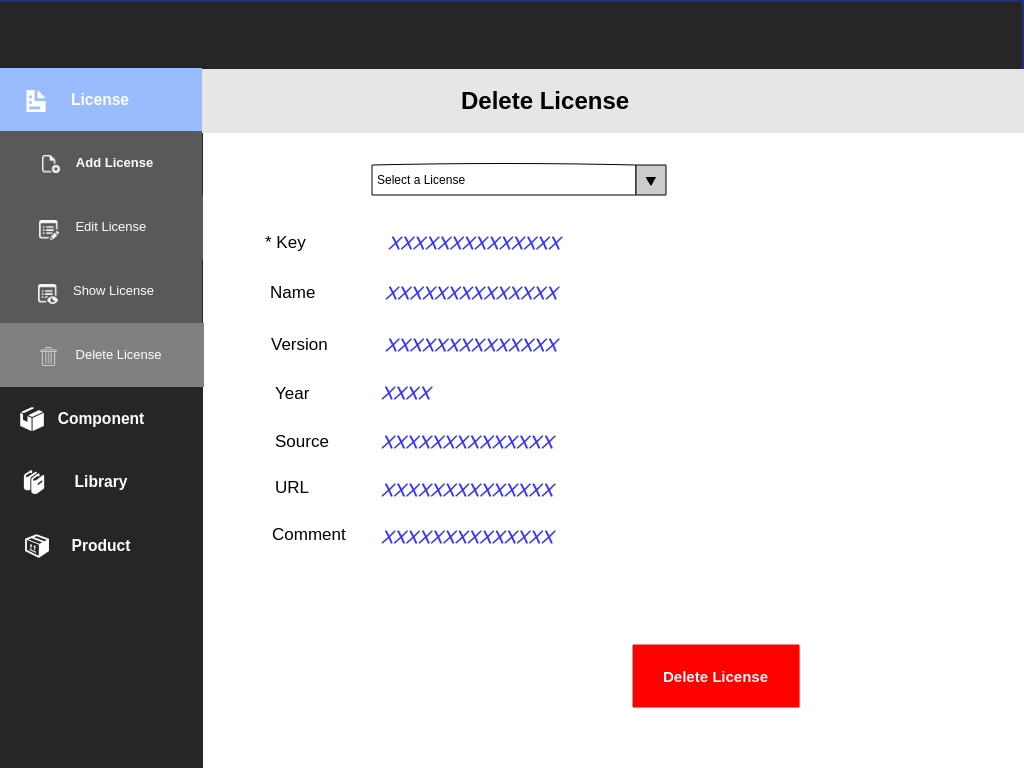 License
Add License
Edit License
Show License
Delete License
Component
Library
Product
Delete License
Select a License
* Key XXXXXXXXXXXXXX
Name XXXXXXXXXXXXXX
Version XXXXXXXXXXXXXX
Year XXXX
Source XXXXXXXXXXXXXX
URL XXXXXXXXXXXXXX
Comment XXXXXXXXXXXXXX
Delete License